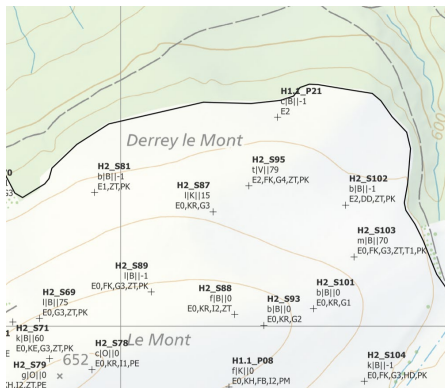 H1.1_P21
c|B||-1
E2
Derrey le Mont
H2_S81
b|B||-1
E1,ZT,PK
H2_S95
t|V||79
E2,FK,G4,ZT,PK
H2_S87
l|K||15
E0,KR,G3
H2_S102
b|B||-1
E2,DD,ZT,PK
H2_S103
m|B||70
E0,FK,G3,ZT,T1,PK
600
H2_S89
l|B||-1
E0,FK,G3,ZT,PK
H2_S88
f|B||0
E0,KR,I2,ZT
H2_S101
b|B||0
E0,KR,G1
H2_S69
l|B||75
E0,G3,ZT,PK
H2_S93
b|B||0
E0,KR,G2
H2_S71
k|B||60
E0,KE,G3,ZT,PK
H2_S78
c|O||0
E0,KR,I1,PE
Le Mont
H2_S79
g|O||0
H,I2,ZT,PE
652
H1.1_P08
f|K||0
E0,KH,FB,I2,PM
H2_S104
k|B||-1
E0,FK,G3,HD,PK